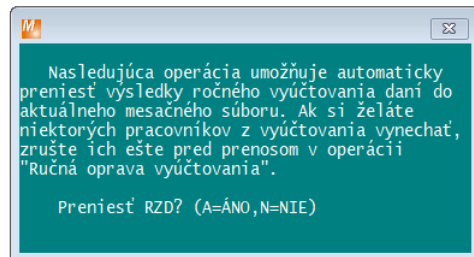 Nasledujúca operácia umožňuje automaticky
preniesť výsledky ročného vyúčtovania daní do
aktuálneho mesačného súboru. Ak si želáte
niektorých pracovníkov z vyúčtovania vynechať,
zrušte ich ešte pred prenosom v operácii
"Ručná oprava vyúčtovania".
Preniesť RZD? (A=ÁNO,N=NIE)